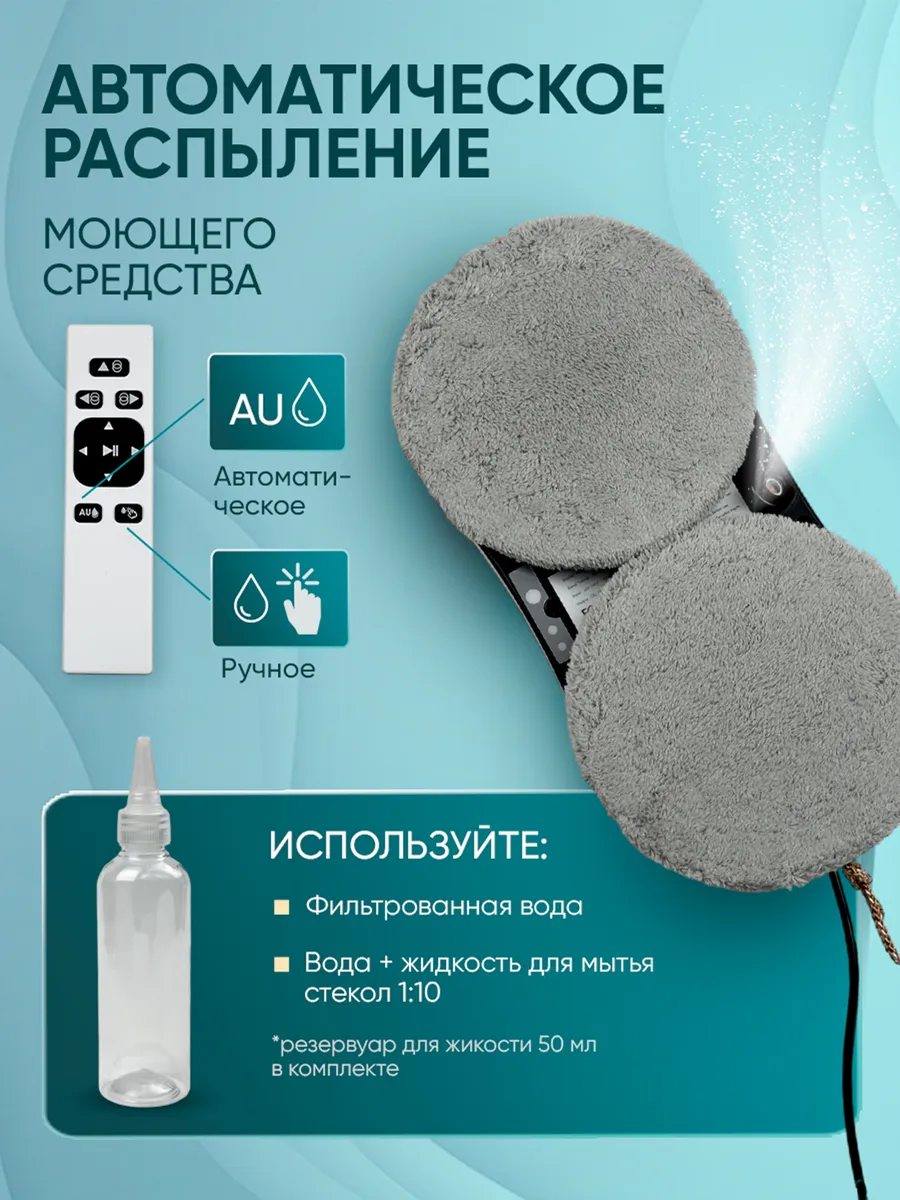 АВТОМАТИЧЕСКОЕ
РАСПЫЛЕНИЕ
МОЮЩЕГО
СРЕДСТВА
AU
Автомати-
ческое
AU
Ручное
ИСПОЛЬЗУЙТЕ:
Фильтрованная вода
Вода + жидкость для мытья
стекол 1:10
*резервуар для жикости 50 мл
в комплекте